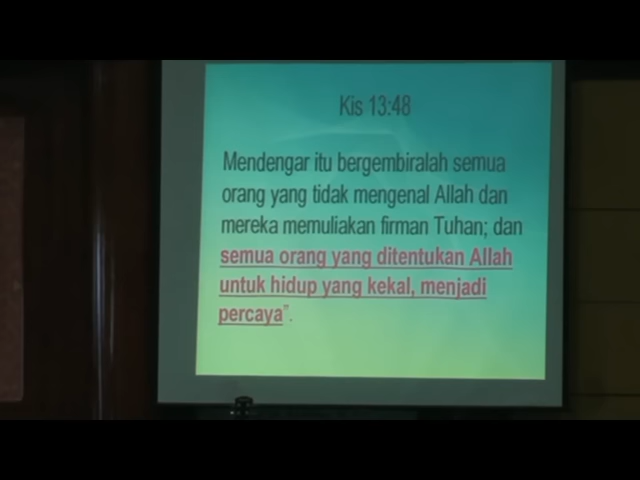 Kis 13:48
Mendengar itu bergembiralah semua
orang yang tidak mengenal Allah dan
mereka memuliakan firman Tuhan; dan
semua orang yang ditentukan Allah
untuk hidup yang kekal, menjadi
percaya”.